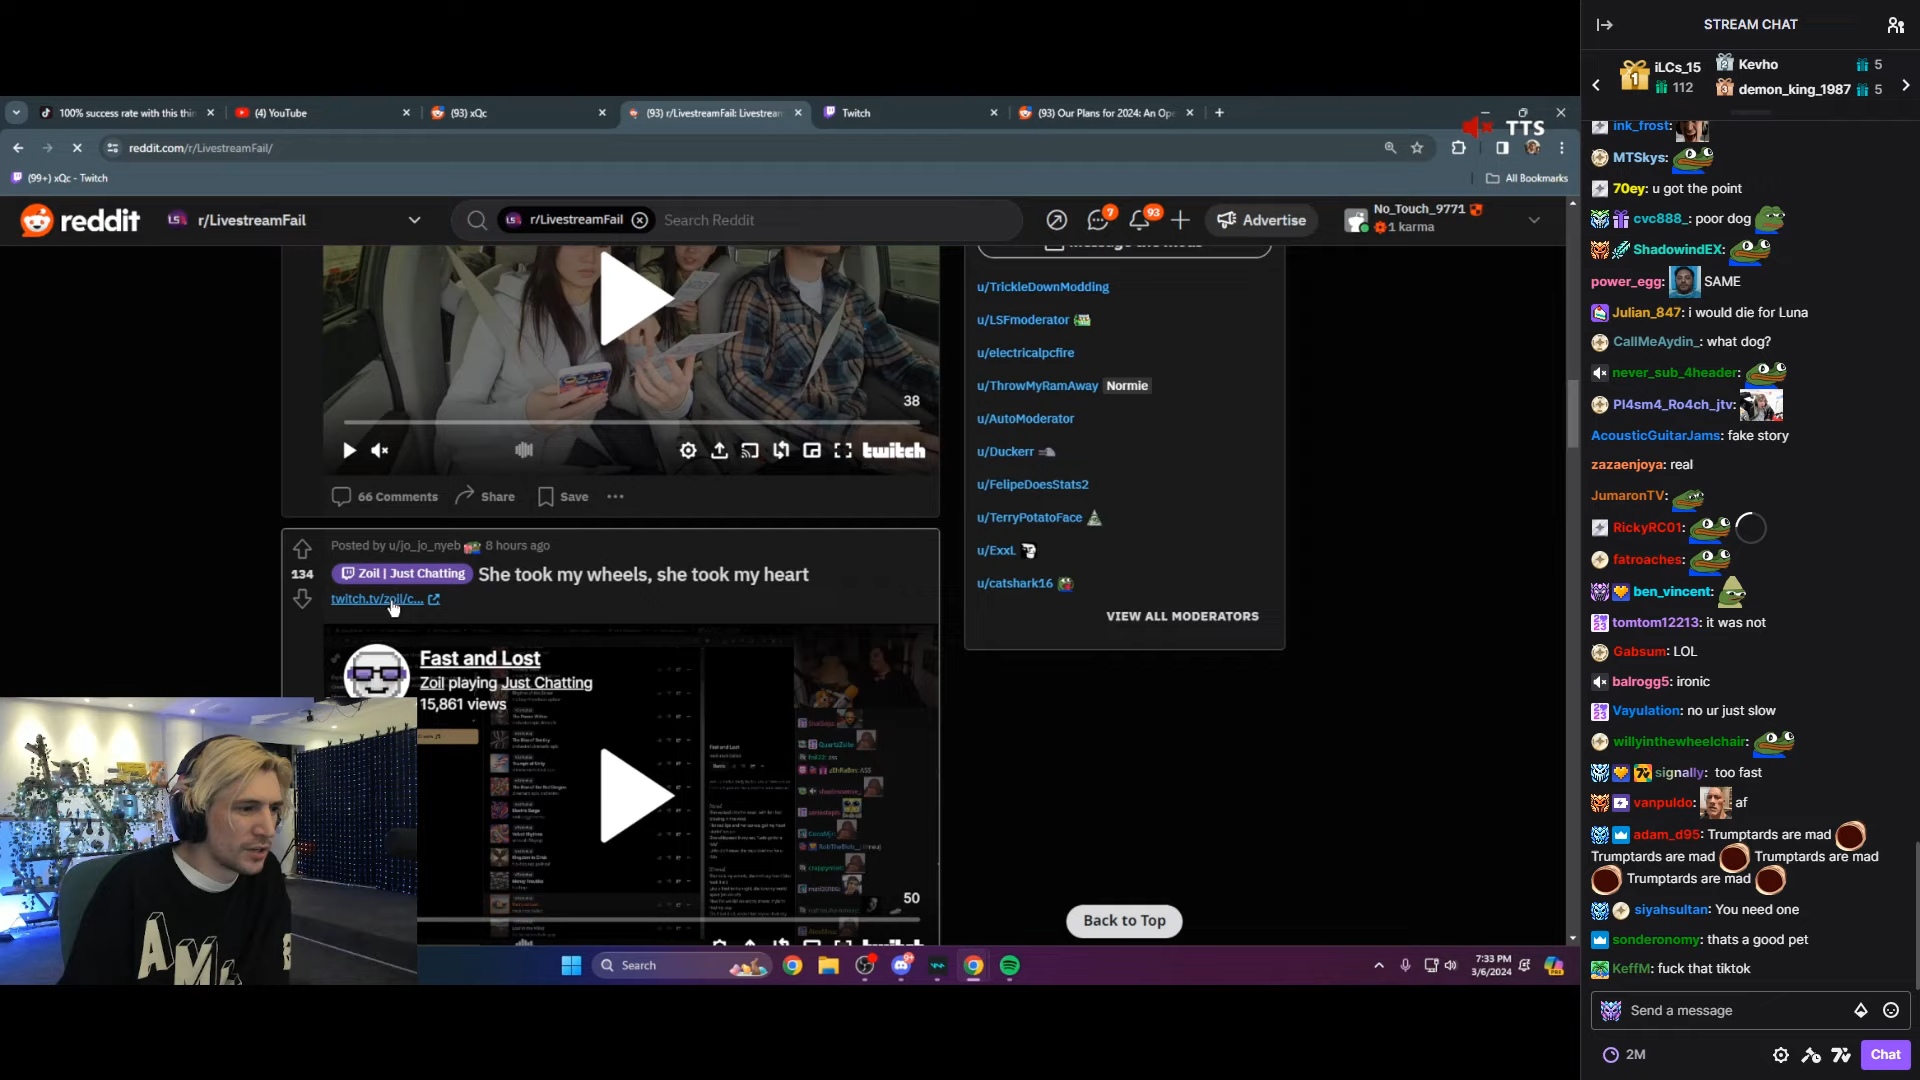 100% success rate with this thin
(4) YouTube
(93) xQc
(93) r/LivestreamFail: Livestream
Twitch
(93) Our Plans for 2024: An Ope
TTS
reddit.com/r/LivestreamFail/
(99+) xQc - Twitch
All Bookmarks
reddit
r/LivestreamFail
r/LivestreamFail
Search Reddit
7
93
Advertise
No_Touch_9771
1 karma
38
twitch
66 Comments
Share
Save
Posted by u/jo_jo_nyeb
8 hours ago
134
Zoil | Just Chatting
She took my wheels, she took my heart
twitch.tv/zoil/c...
Fast and Lost
Zoil playing Just Chatting
15,861 views
50
u/TrickleDownModding
u/LSFmoderator
u/electricalpcfire
u/ThrowMyRamAway Normie
u/AutoModerator
u/Duckerr
u/FelipeDoesStats2
u/TerryPotatoFace
u/ExxL
u/catshark16
VIEW ALL MODERATORS
Back to Top
Search
7:33 PM
3/6/2024
STREAM CHAT
1
iLCs_15
112
2
Kevho
5
3
demon_king_1987
5
ink_frost:
MTSkys:
70ey: u got the point
cvc888_: poor dog
ShadowindEX:
power_egg: SAME
Julian_847: i would die for Luna
CallMeAydin_: what dog?
never_sub_4header:
Pl4sm4_Ro4ch_jtv:
AcousticGuitarJams: fake story
zazaenjoya: real
JumaronTV:
RickyRC01:
fatroaches:
ben_vincent:
tomtom12213: it was not
Gabsum: LOL
balrogg5: ironic
Vayulation: no ur just slow
willyinthewheelchair:
signally: too fast
vanpuldo: af
adam_d95: Trumptards are mad
Trumptards are mad Trumptards are mad
Trumptards are mad
siyahsultan: You need one
sonderonomy: thats a good pet
KeffM: fuck that tiktok
Send a message
2M
Chat